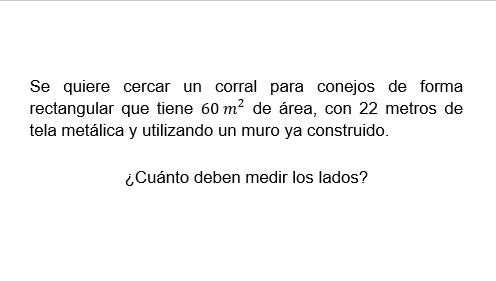 Se quiere cercar un corral para conejos de forma
rectangular que tiene 60 m² de área, con 22 metros de
tela metálica y utilizando un muro ya construido.
¿Cuánto deben medir los lados?